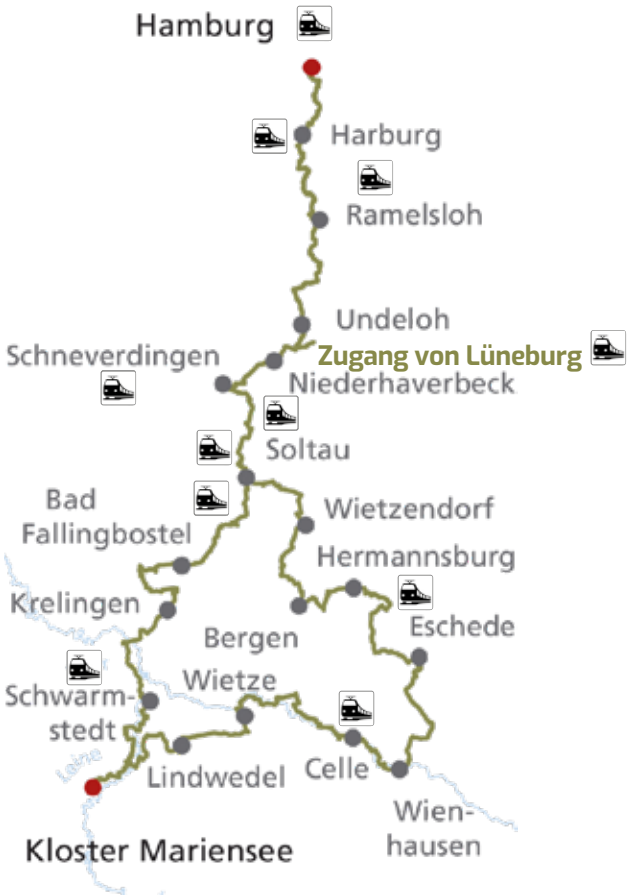 Hamburg
Harburg
Ramelsloh
Undeloh
Schneverdingen
Zugang von Lüneburg
Niederhaverbeck
Soltau
Bad
Fallingbostel
Wietzendorf
Hermannsburg
Krelingen
Bergen
Eschede
Wietze
Schwarm-
stedt
Leine
Lindwedel
Celle
Wien-
hausen
Kloster Mariensee